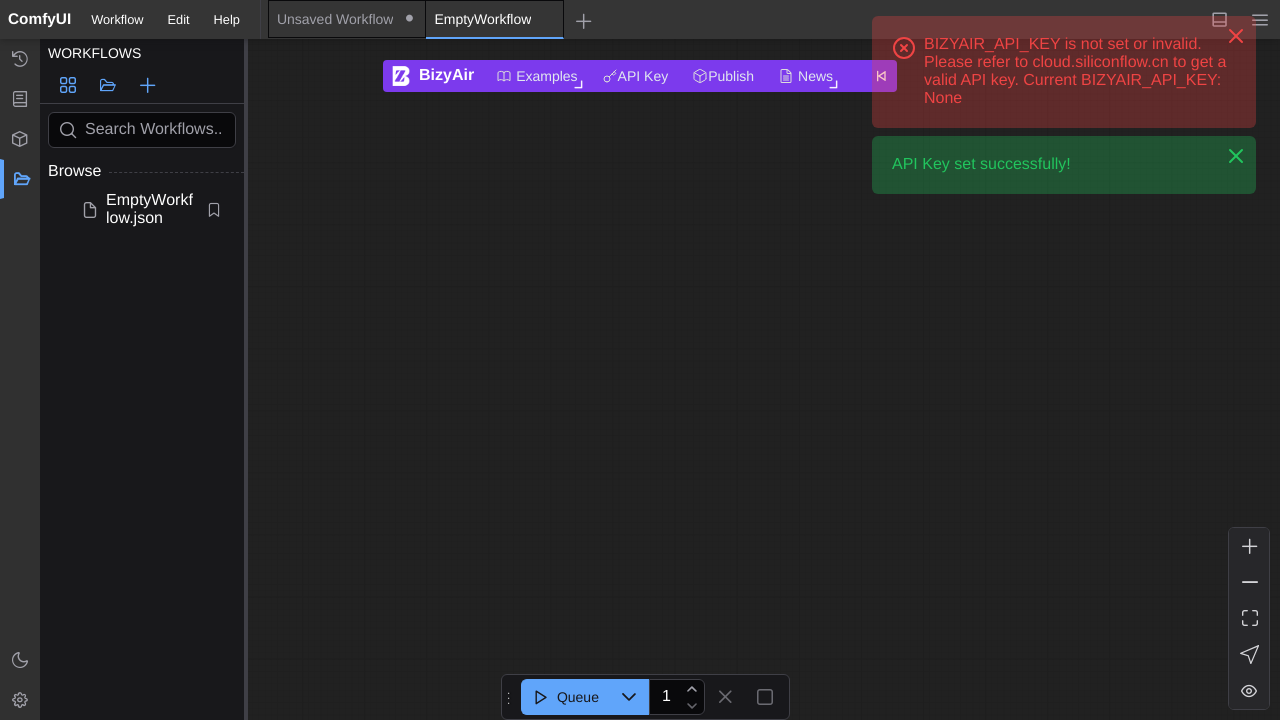 ComfyUI
Workflow
Edit
Help
Unsaved Workflow
EmptyWorkflow
WORKFLOWS
Search Workflows..
Browse
EmptyWorkf
low.json
BizyAir
Examples
API Key
Publish
News
BIZYAIR_API_KEY is not set or invalid.
Please refer to cloud.siliconflow.cn to get a
valid API key. Current BIZYAIR_API_KEY:
None
API Key set successfully!
Queue
1